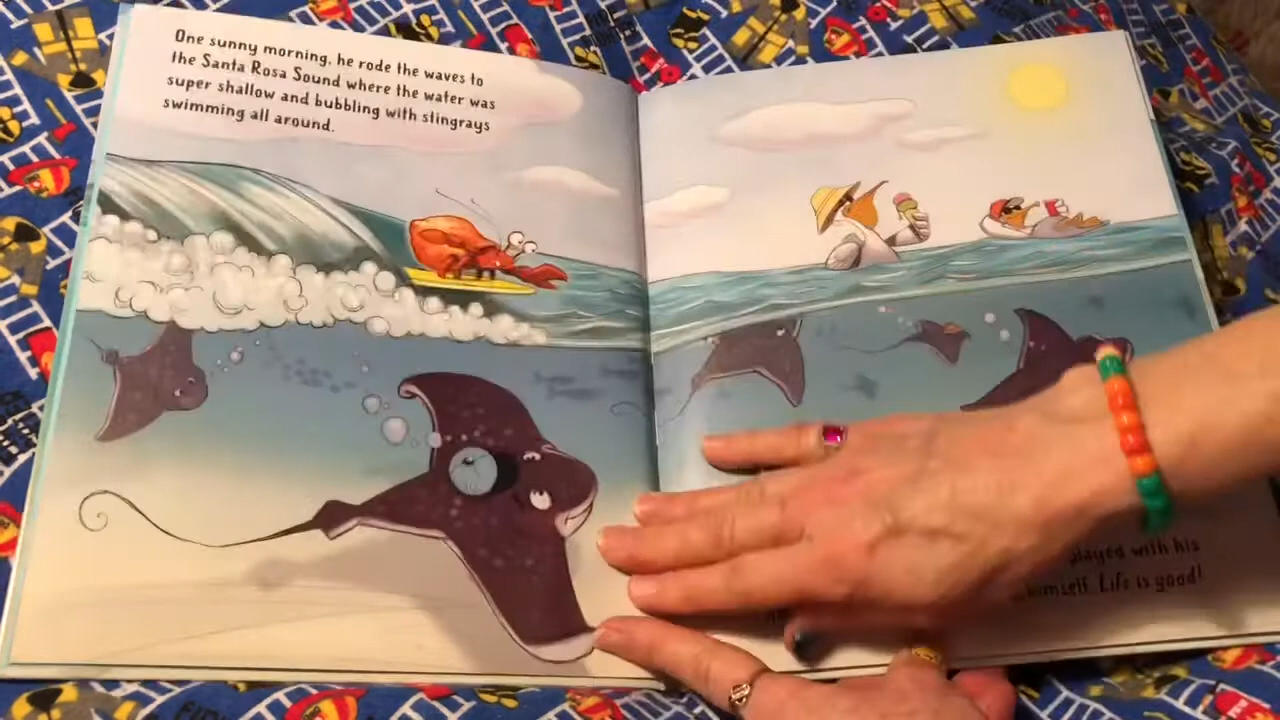 One sunny morning, he rode the waves to
the Santa Rosa Sound where the water was
super shallow and bubbling with stingrays
swimming all around.
played with his
himself. Life is good!